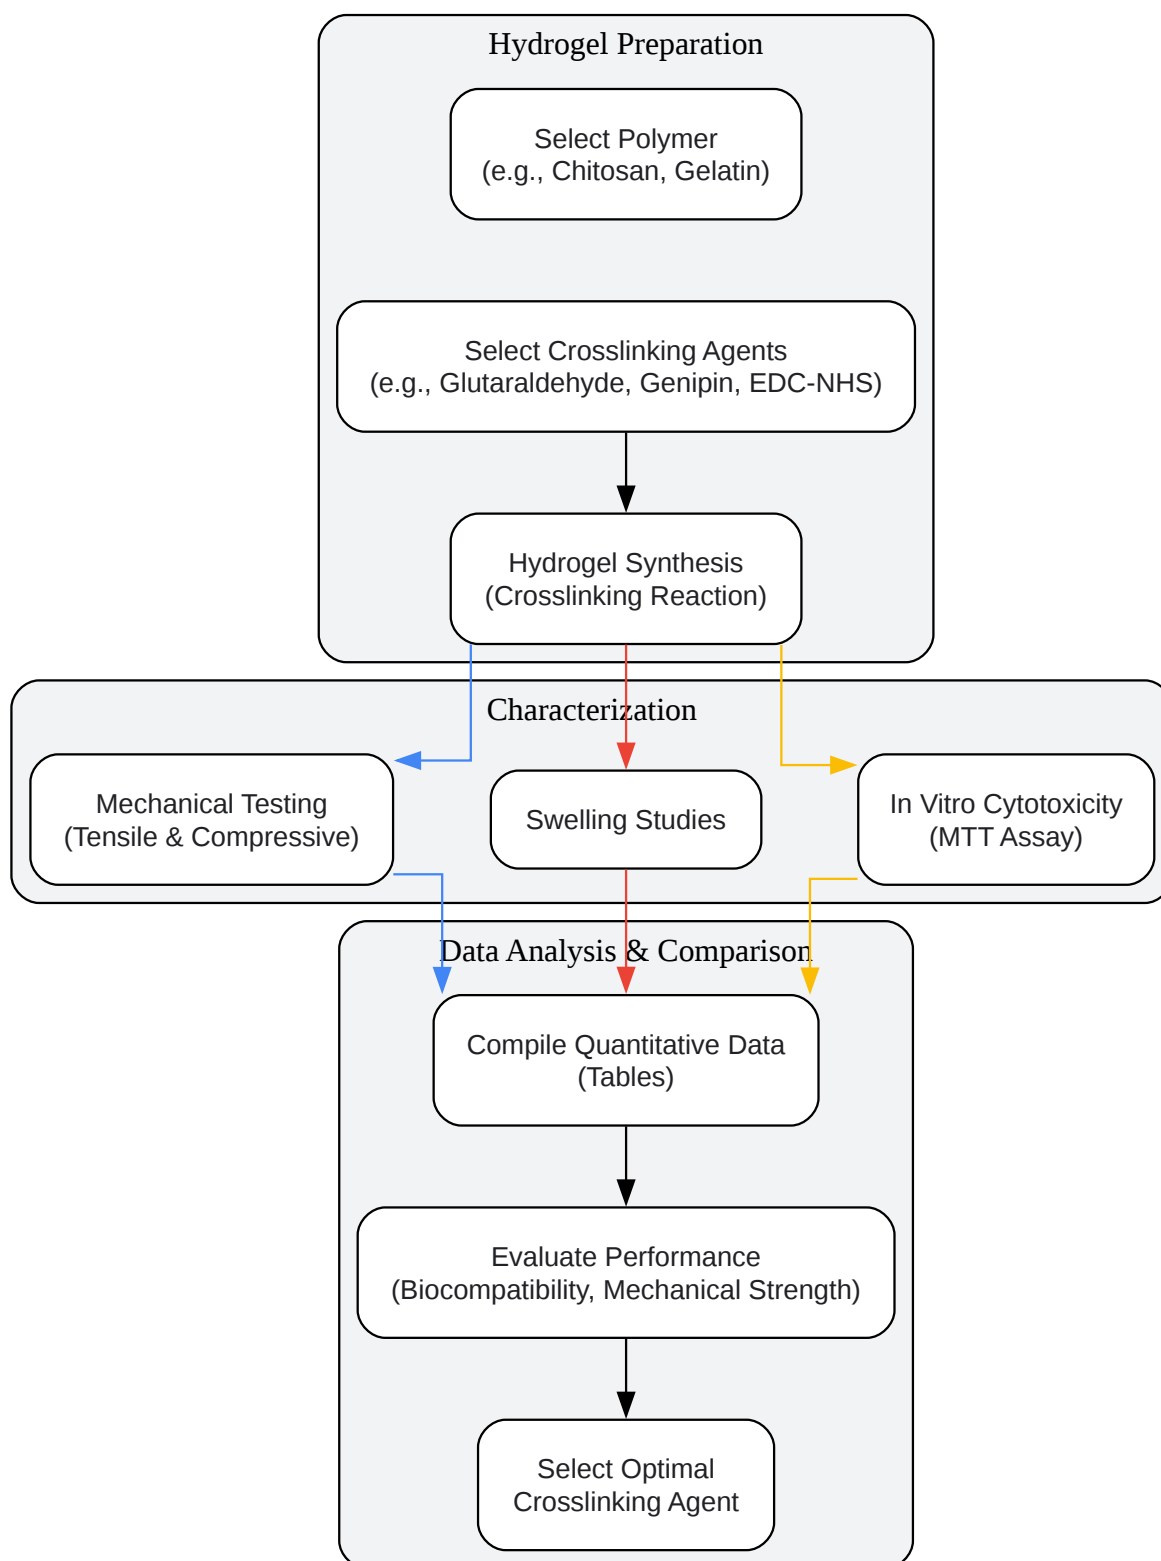 Hydrogel Preparation
Select Polymer
(e.g., Chitosan, Gelatin)
Select Crosslinking Agents
(e.g., Glutaraldehyde, Genipin, EDC-NHS)
Hydrogel Synthesis
(Crosslinking Reaction)
Characterization
Mechanical Testing
(Tensile & Compressive)
Swelling Studies
In Vitro Cytotoxicity
(MTT Assay)
Data Analysis & Comparison
Compile Quantitative Data
(Tables)
Evaluate Performance
(Biocompatibility, Mechanical Strength)
Select Optimal
Crosslinking Agent